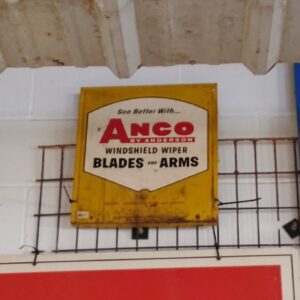 See Better With...
ANCO
BY ANDERSON
WINDSHIELD WIPER
BLADES AND ARMS